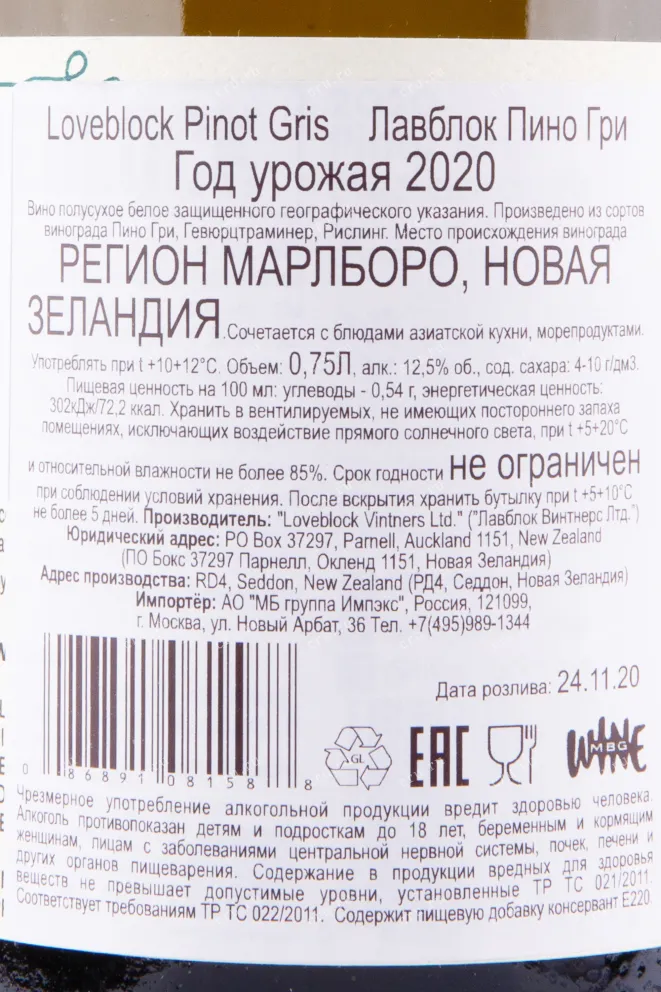 Loveblock Pinot Gris Лавблок Пино Гри
Год урожая 2020
Вино полусухое белое защищенного географического указания. Произведено из сортов
винограда Пино Гри, Гевюрцтраминер, Рислинг. Место происхождения винограда
РЕГИОН МАРЛБОРО, НОВАЯ
ЗЕЛАНДИЯ.Сочетается с блюдами азиатской кухни, морепродуктами.
Употреблять при t +10+12°C. Объем: 0,75Л, алк.: 12,5% об., сод. сахара: 4-10 г/дм3.
Пищевая ценность на 100 мл: углеводы - 0,54 г, энергетическая ценность:
302кДж/72,2 ккал. Хранить в вентилируемых, не имеющих постороннего запаха
помещениях, исключающих воздействие прямого солнечного света, при t +5+20°C
и относительной влажности не более 85%. Срок годности не ограничен
при соблюдении условий хранения. После вскрытия хранить бутылку при t +5+10°C
не более 5 дней. Производитель: "Loveblock Vintners Ltd." ("Лавблок Винтнерс Лтд.")
Юридический адрес: PO Box 37297, Parnell, Auckland 1151, New Zealand
(ПО Бокс 37297 Парнелл, Окленд 1151, Новая Зеландия)
Адрес производства: RD4, Seddon, New Zealand (РД4, Седдон, Новая Зеландия)
Импортёр: АО "МБ группа Импэкс", Россия, 121099,
г. Москва, ул. Новый Арбат, 36 Тел. +7(495)989-1344
Дата розлива: 24.11.20
GL
EAC
WINE
MBG
0 86891 08158 8
Чрезмерное употребление алкогольной продукции вредит здоровью человека.
Алкоголь противопоказан детям и подросткам до 18 лет, беременным и кормящим
женщинам, лицам с заболеваниями центральной нервной системы, почек, печени и
других органов пищеварения. Содержание в продукции вредных для здоровья
веществ не превышает допустимые уровни, установленные ТР ТС 021/2011.
Соответствует требованиям ТР ТС 022/2011. Содержит пищевую добавку консервант Е220.